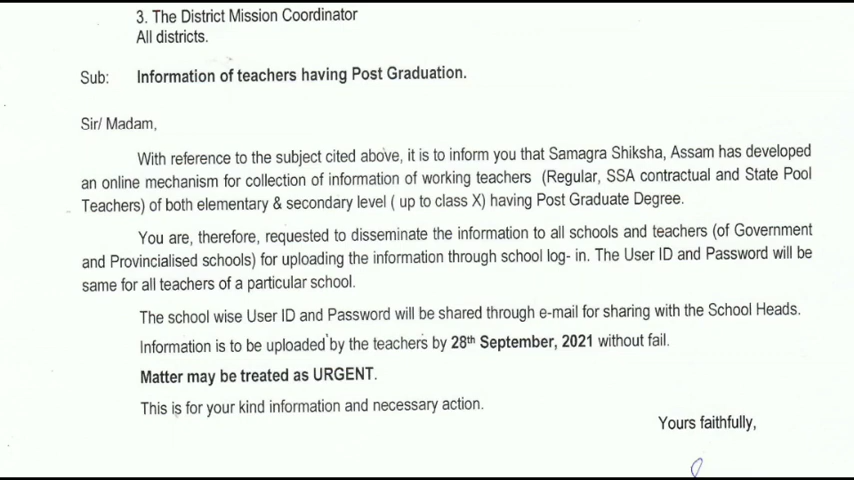 3. The District Mission Coordinator
All districts.
Sub: Information of teachers having Post Graduation.
Sir/ Madam,
With reference to the subject cited above, it is to inform you that Samagra Shiksha, Assam has developed
an online mechanism for collection of information of working teachers (Regular, SSA contractual and State Pool
Teachers) of both elementary & secondary level ( up to class X) having Post Graduate Degree.
You are, therefore, requested to disseminate the information to all schools and teachers (of Government
and Provincialised schools) for uploading the information through school log- in. The User ID and Password will be
same for all teachers of a particular school.
The school wise User ID and Password will be shared through e-mail for sharing with the School Heads.
Information is to be uploaded by the teachers by 28th September, 2021 without fail.
Matter may be treated as URGENT.
This is for your kind information and necessary action.
Yours faithfully,